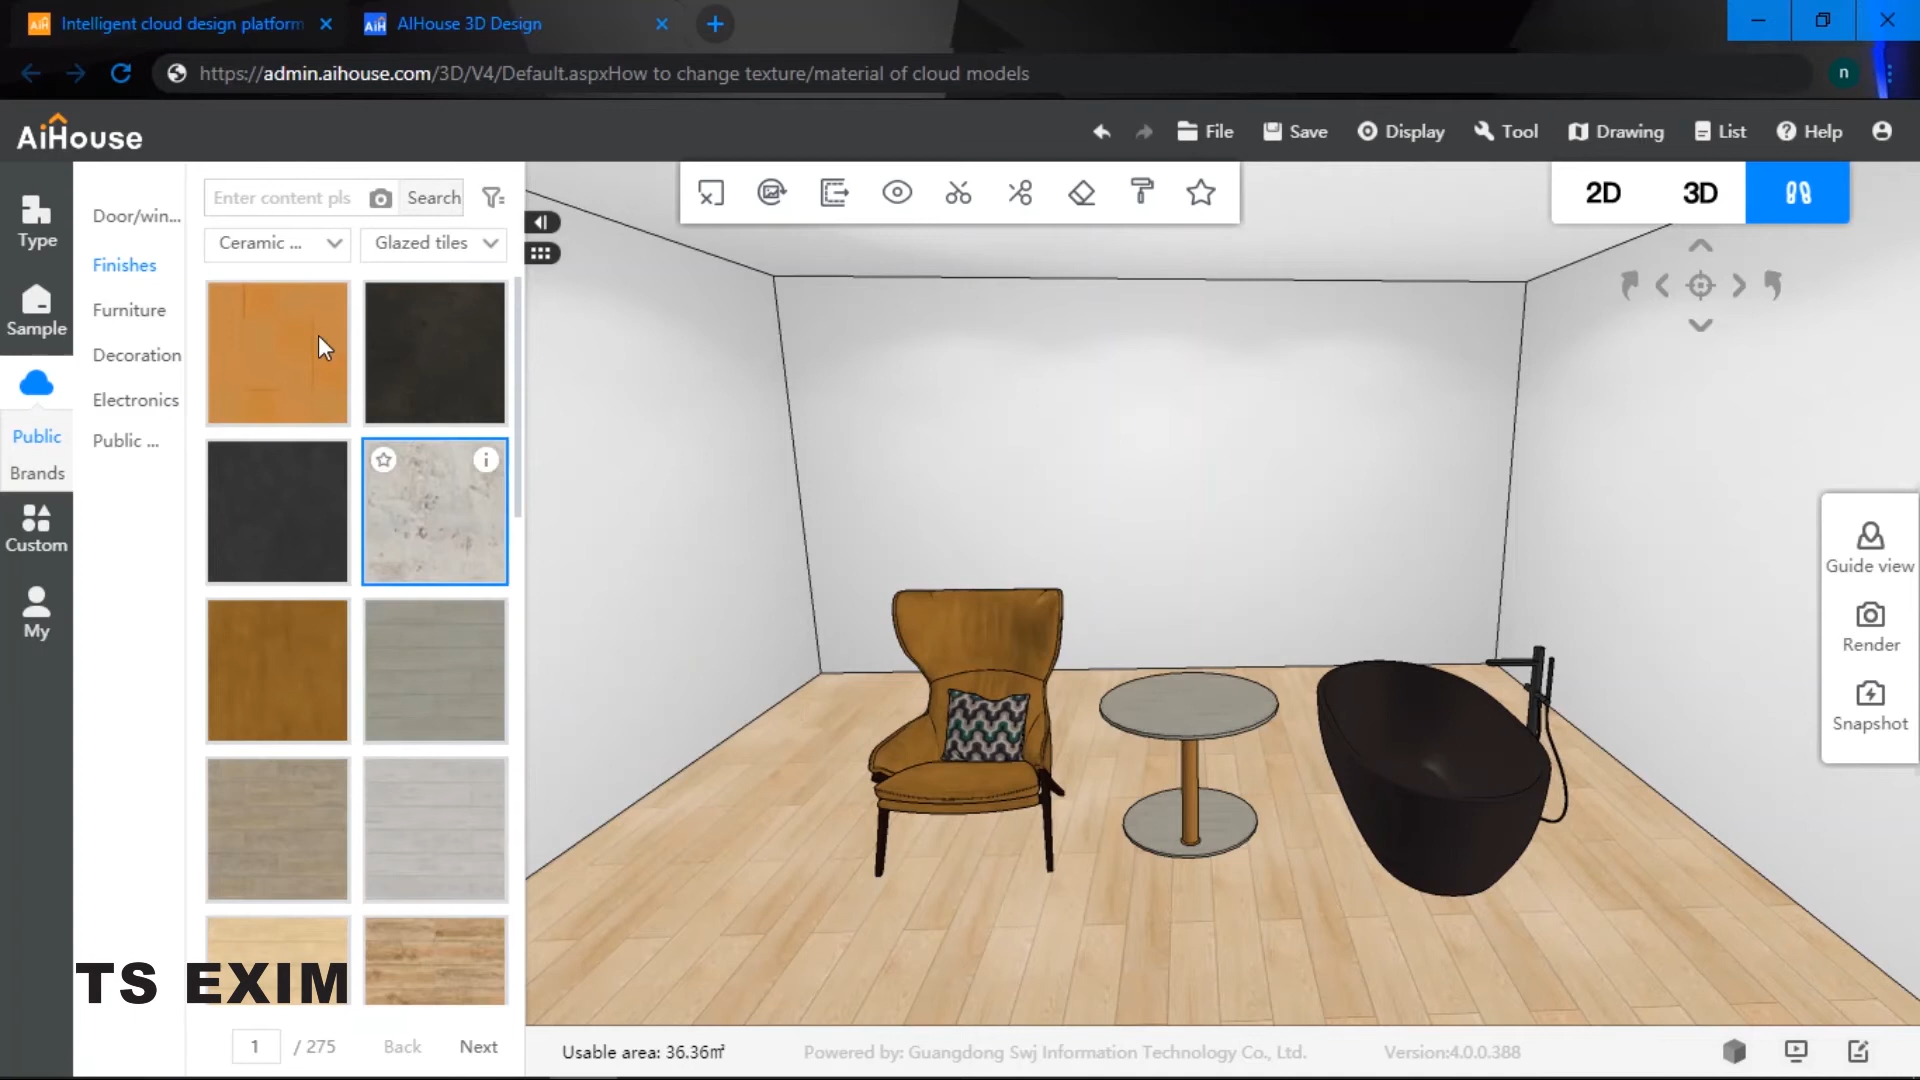 Intelligent cloud design platform
AIHouse 3D Design
https://admin.aihouse.com/3D/V4/Default.aspxHow to change texture/material of cloud models
n
AiHouse
File
Save
Display
Tool
Drawing
List
Help
Type
Sample
Public
Brands
Custom
My
Door/win...
Finishes
Furniture
Decoration
Electronics
Public ...
Enter content pls
Search
Ceramic ...
Glazed tiles
2D
3D
Guide view
Render
Snapshot
TS EXIM
1 / 275
Back
Next
Usable area: 36.36㎡
Powered by: Guangdong Swj Information Technology Co., Ltd.
Version:4.0.0.388